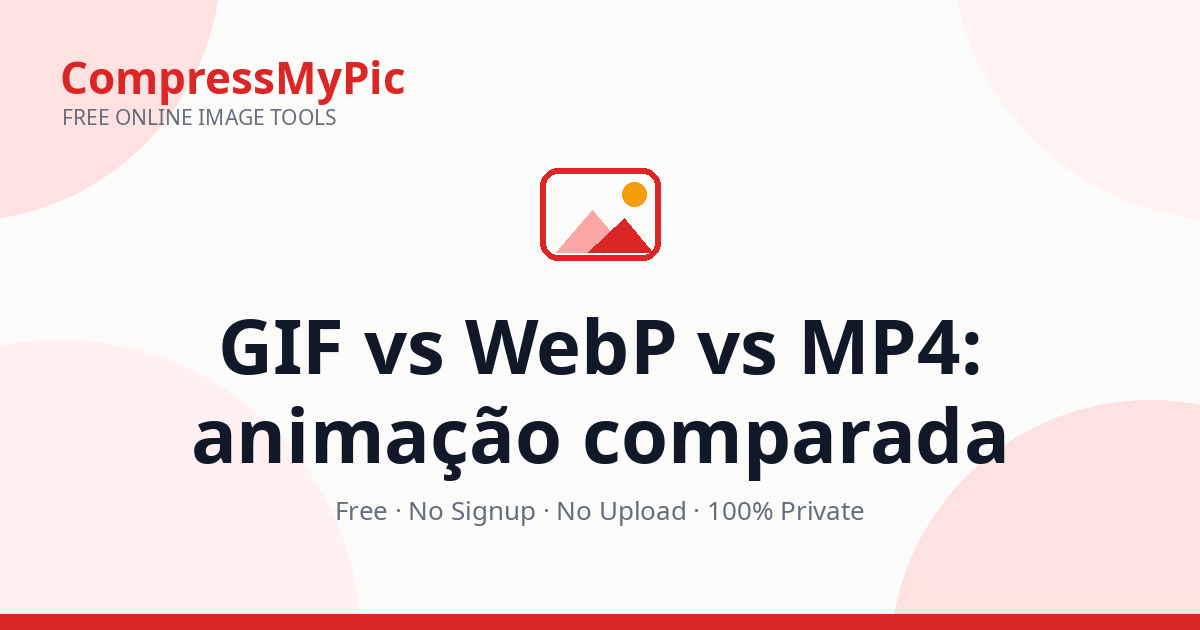 CompressMyPic
FREE ONLINE IMAGE TOOLS
GIF vs WebP vs MP4:
animação comparada
Free · No Signup · No Upload · 100% Private